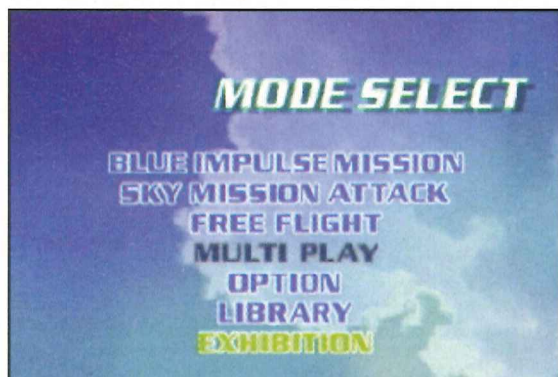 MODE SELECT
BLUE IMPULSE MISSION
SKY MISSION ATTACK
FREE FLIGHT
MULTI PLAY
OPTION
LIBRARY
EXHIBITION